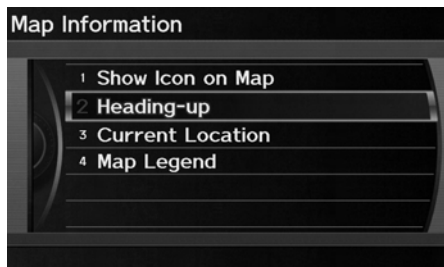 Map Information
1 Show Icon on Map
2 Heading-up
3 Current Location
4 Map Legend